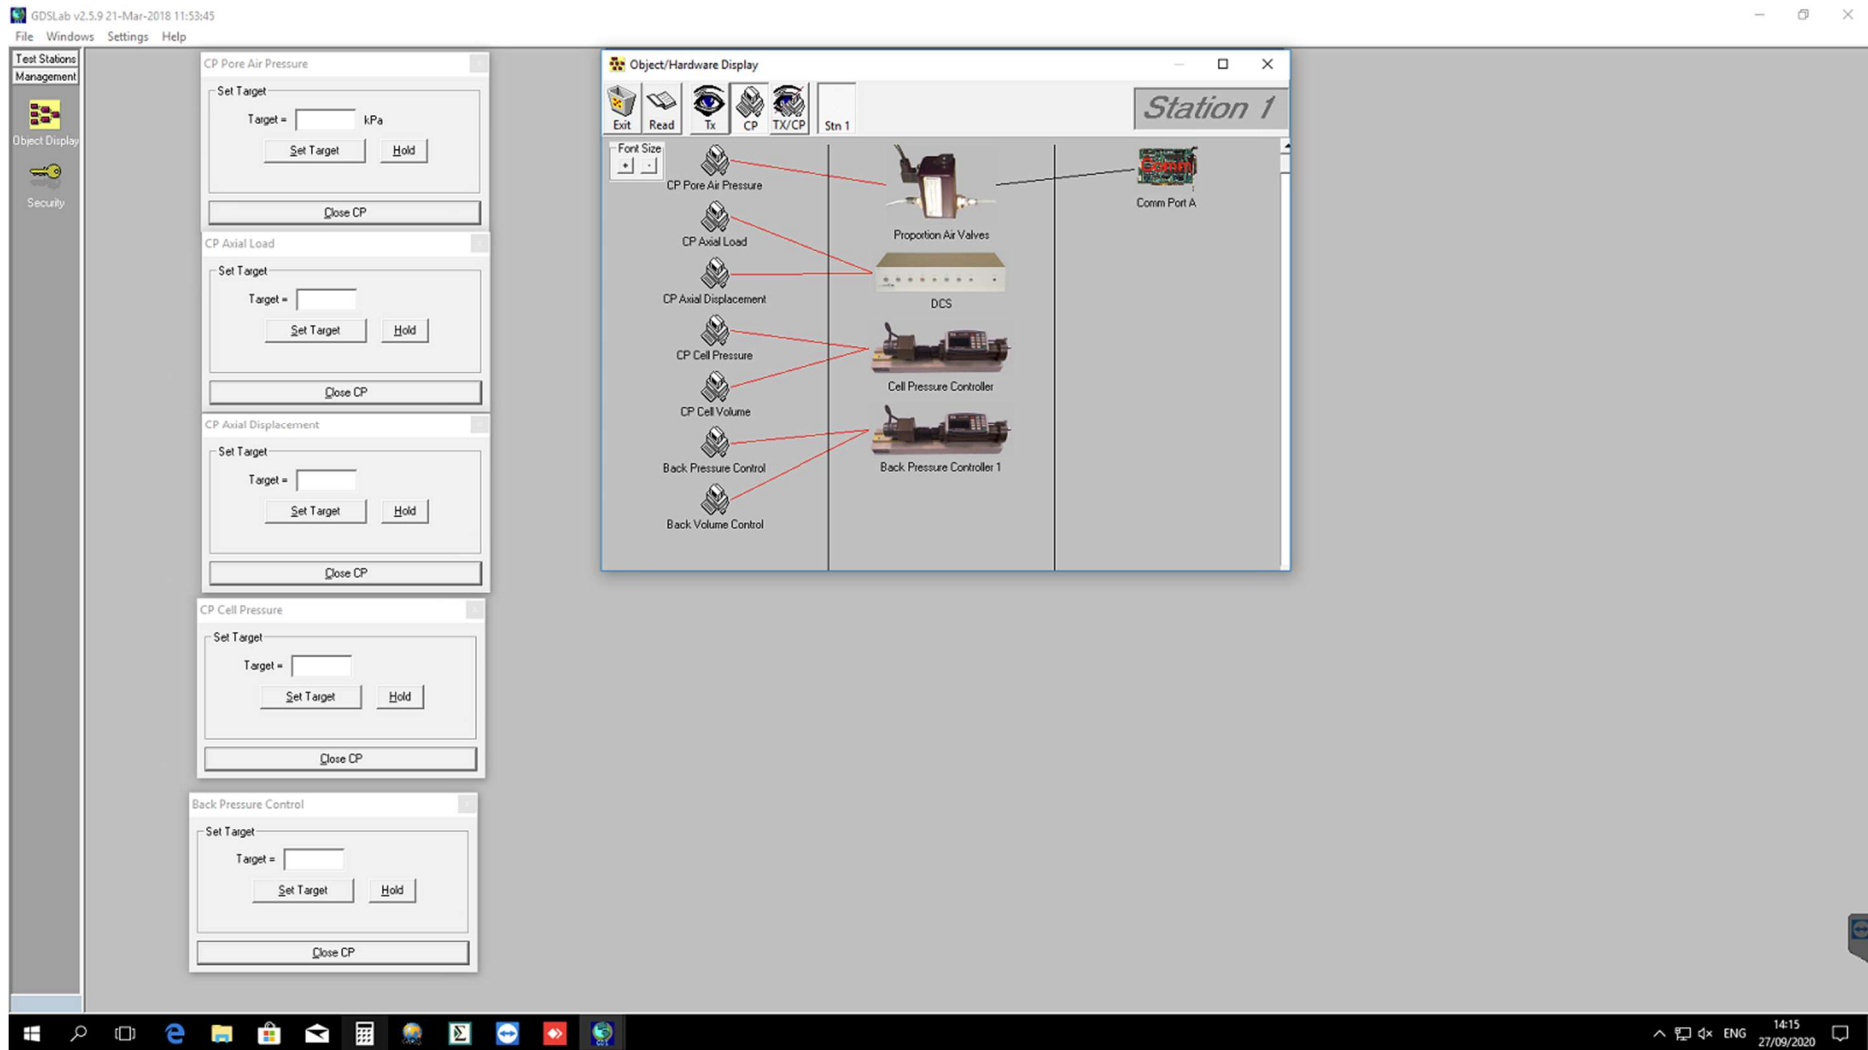 GDSLab v2.5.9 21-Mar-2018 11:53:45
File Windows Settings Help
Test Stations
Management
Object Display
Security
CP Pore Air Pressure
Set Target
Target = kPa
Set Target Hold
Close CP
CP Axial Load
Set Target
Target =
Set Target Hold
Close CP
CP Axial Displacement
Set Target
Target =
Set Target Hold
Close CP
CP Cell Pressure
Set Target
Target =
Set Target Hold
Close CP
Back Pressure Control
Set Target
Target =
Set Target Hold
Close CP
Object/Hardware Display
Exit Read Tx CP TX/CP Stn 1
Station 1
Font Size
+ -
CP Pore Air Pressure
CP Axial Load
CP Axial Displacement
CP Cell Pressure
CP Cell Volume
Back Pressure Control
Back Volume Control
Proportion Air Valves
DCS
Cell Pressure Controller
Back Pressure Controller 1
Comm
Comm Port A
ENG
14:15
27/09/2020